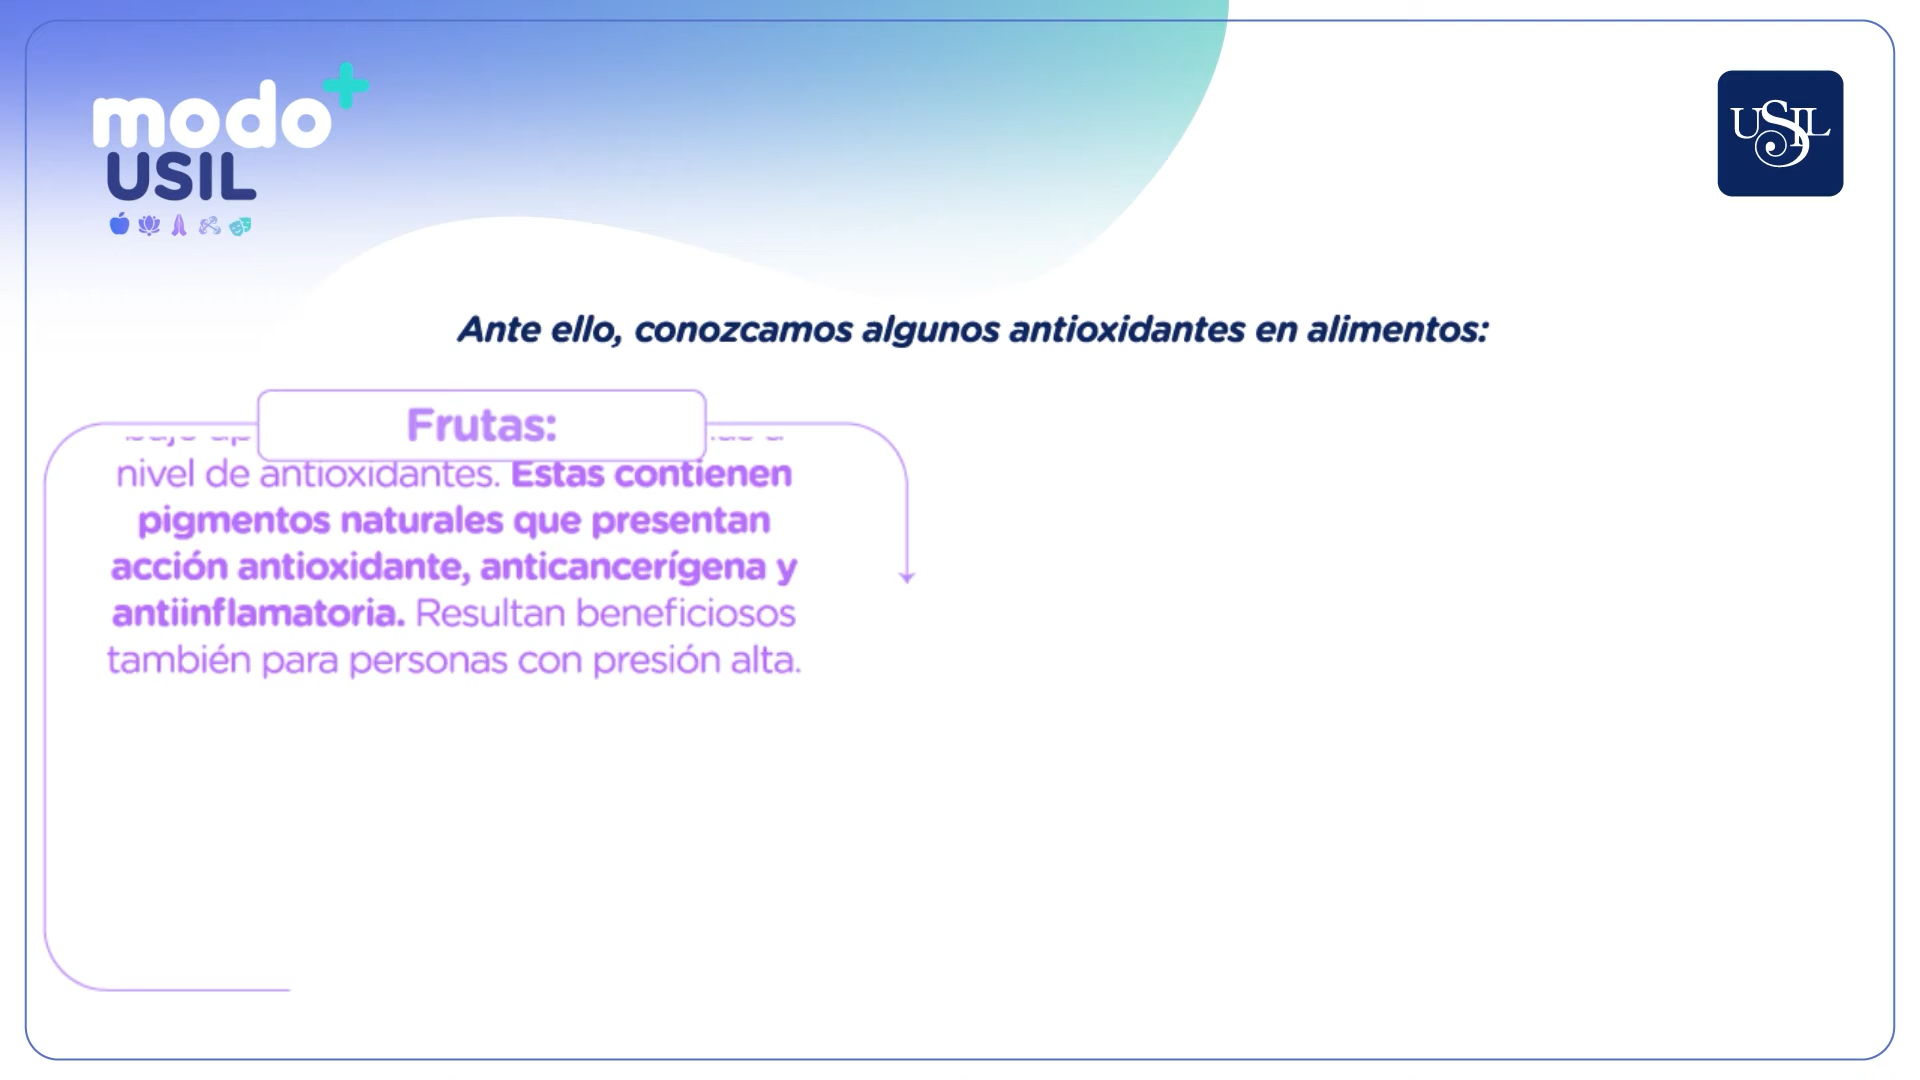 modo+
USIL
USIL
Ante ello, conozcamos algunos antioxidantes en alimentos:
Frutas:
nivel de antioxidantes. Estas contienen
pigmentos naturales que presentan
acción antioxidante, anticancerígena y
antiinflamatoria. Resultan beneficiosos
también para personas con presión alta.